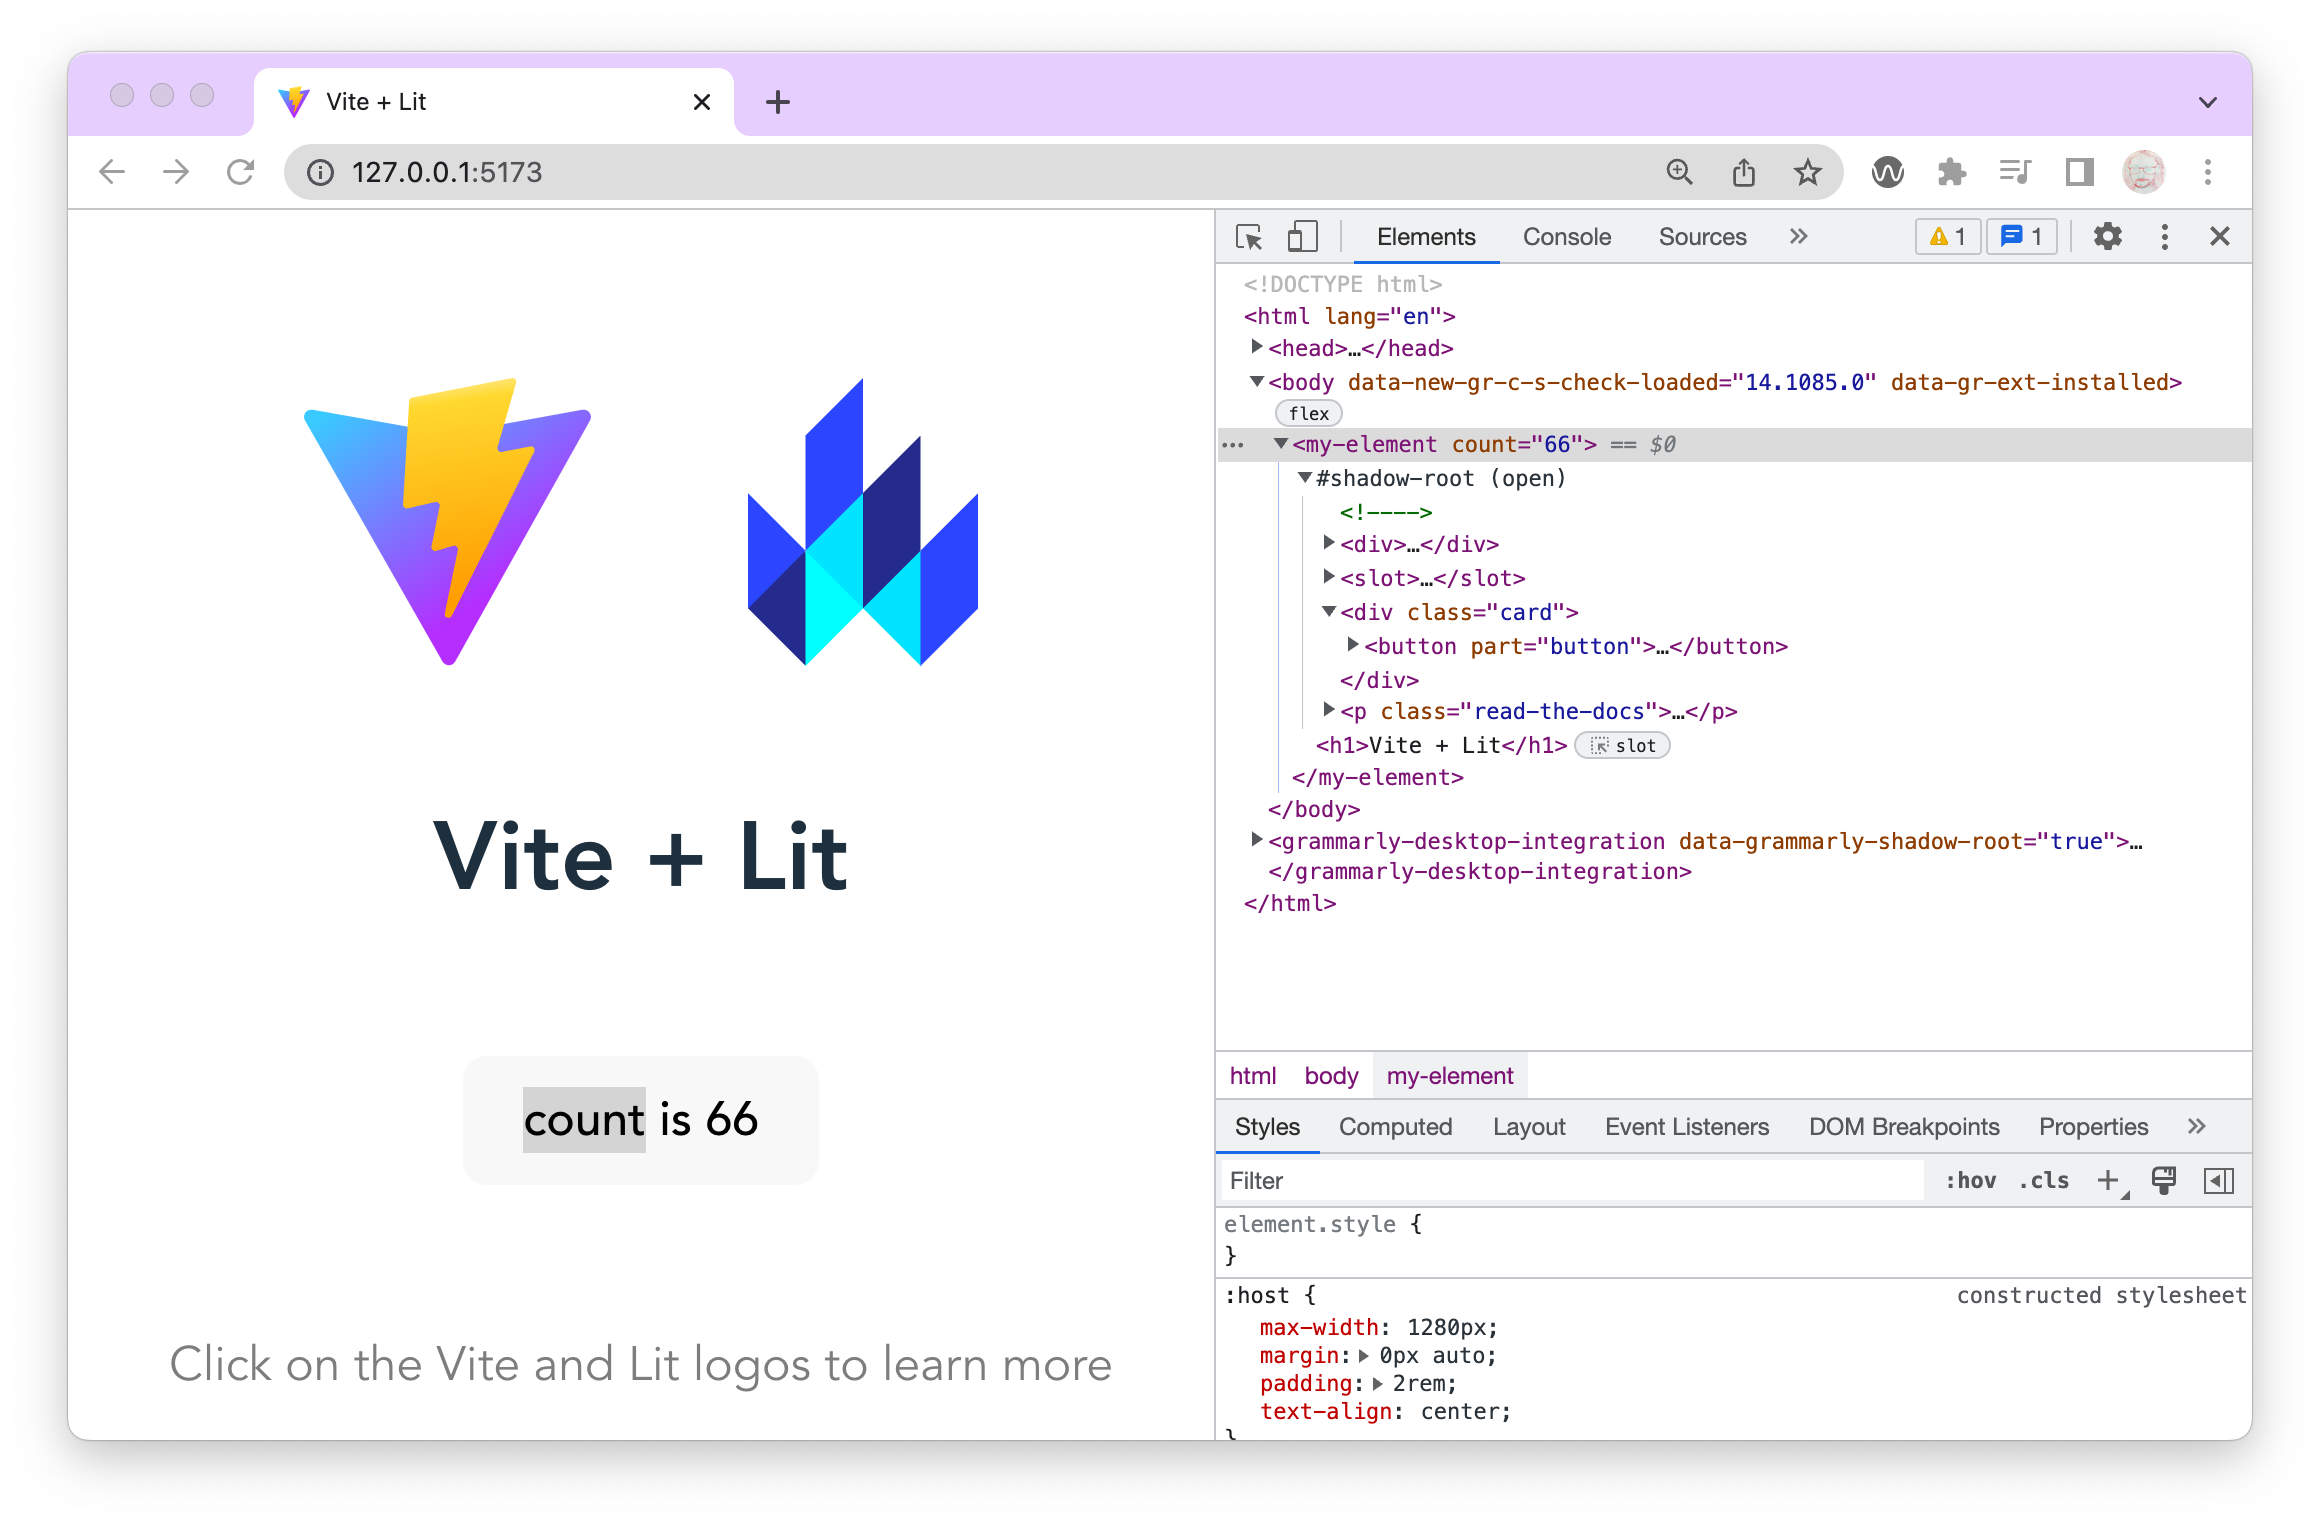 Vite + Lit
127.0.0.1:5173
Vite + Lit
count is 66
Click on the Vite and Lit logos to learn more
Elements Console Sources » 1 1
<!DOCTYPE html>
<html lang="en">
<head>…</head>
<body data-new-gr-c-s-check-loaded="14.1085.0" data-gr-ext-installed>
flex
… <my-element count="66"> == $0
#shadow-root (open)
<!---->
<div>…</div>
<slot>…</slot>
<div class="card">
<button part="button">…</button>
</div>
<p class="read-the-docs">…</p>
<h1>Vite + Lit</h1> slot
</my-element>
</body>
<grammarly-desktop-integration data-grammarly-shadow-root="true">…
</grammarly-desktop-integration>
</html>
html body my-element
Styles Computed Layout Event Listeners DOM Breakpoints Properties »
Filter :hov .cls +
element.style {
}
:host { constructed stylesheet
max-width: 1280px;
margin: 0px auto;
padding: 2rem;
text-align: center;
}